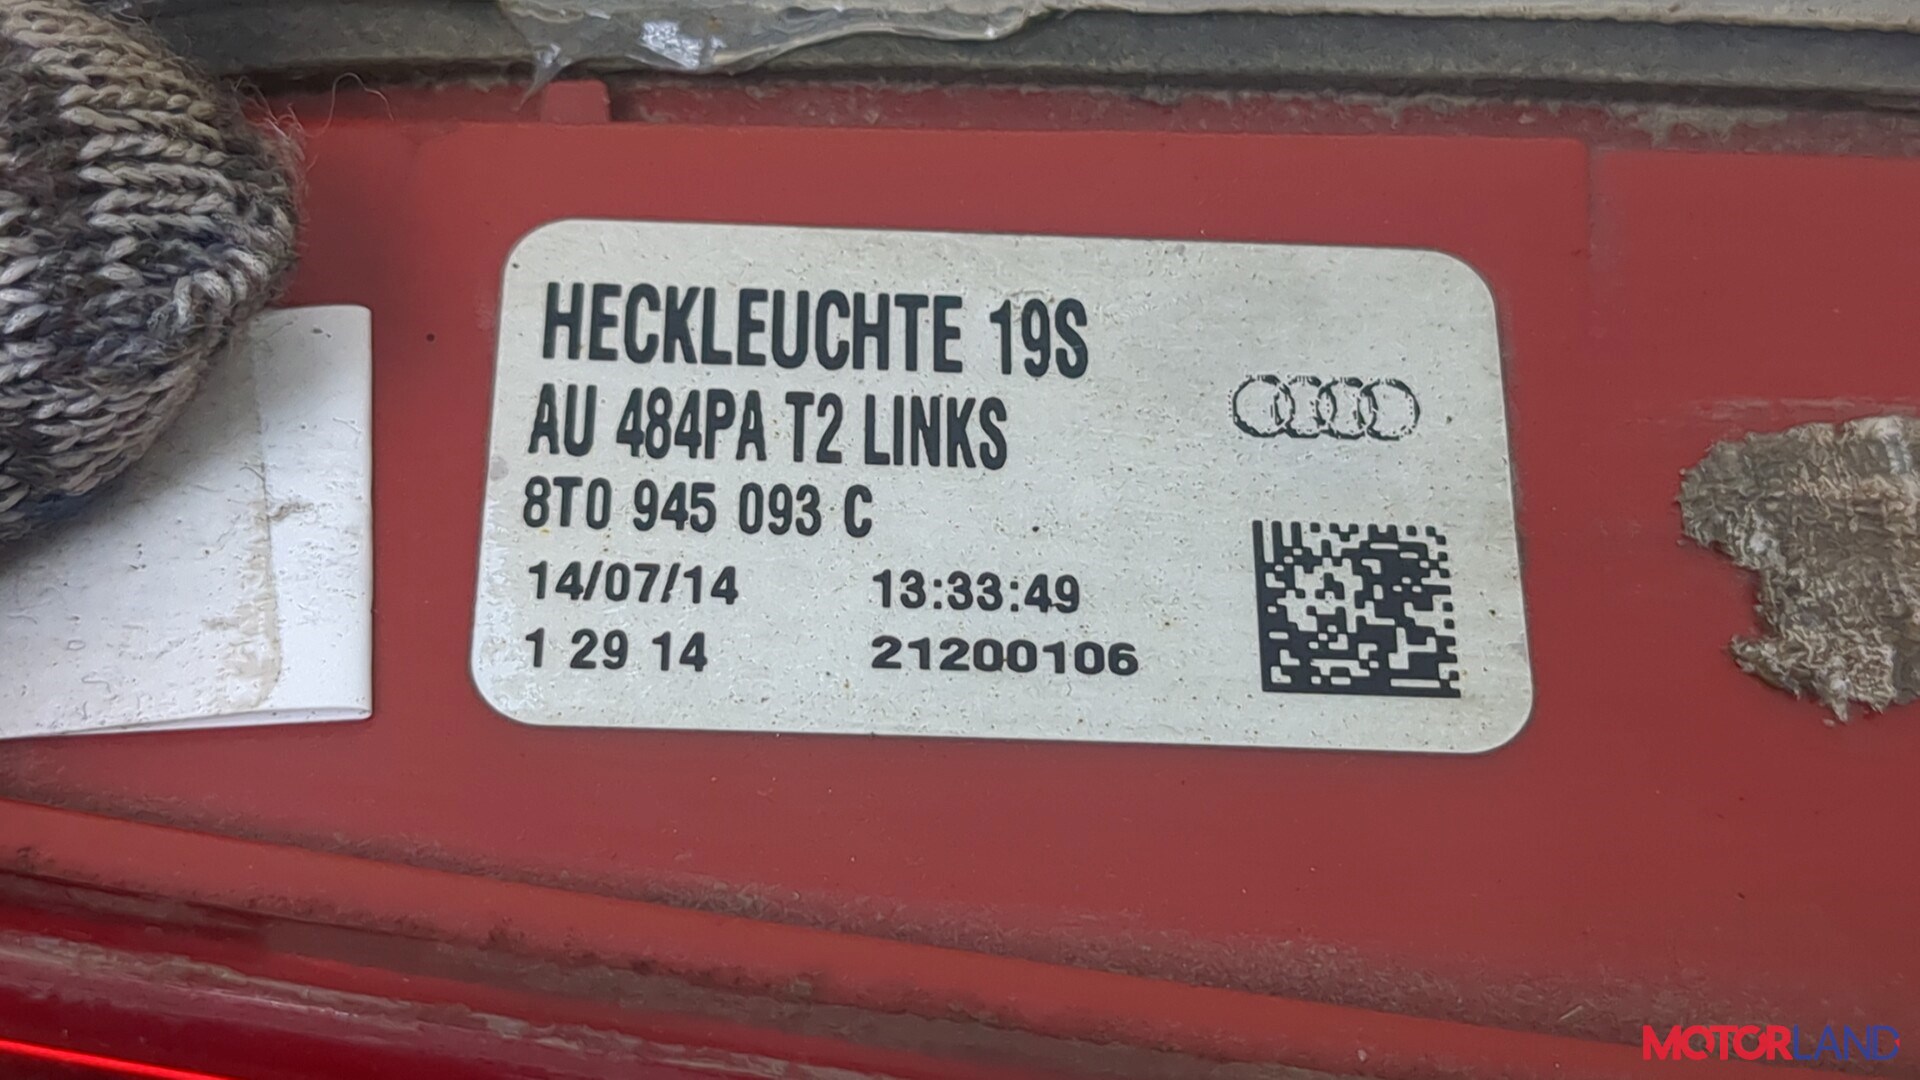 HECKLEUCHTE 19S
AU 484PA T2 LINKS
8T0 945 093 C
14/07/14 13:33:49
1 29 14 21200106
MOTORLAND